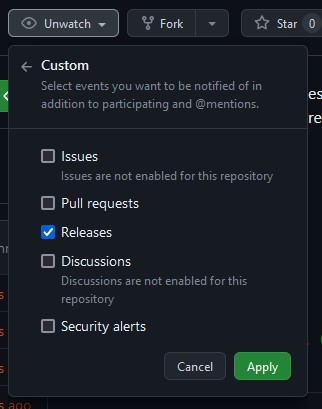 Unwatch Fork Star 0
Custom
Select events you want to be notified of in
addition to participating and @mentions.
Issues
Issues are not enabled for this repository
Pull requests
Releases
Discussions
Discussions are not enabled for this
repository
Security alerts
Cancel Apply
s ago